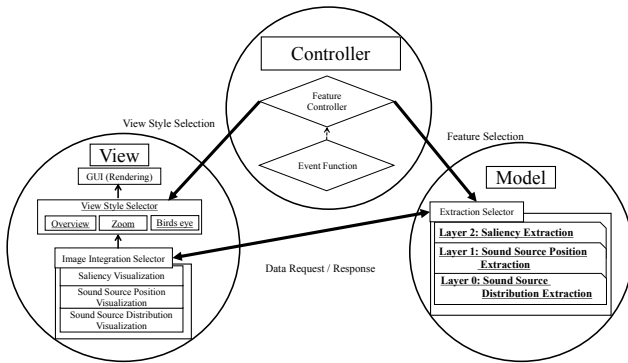 Controller
Feature
Controller
Event Function
View Style Selection
Feature Selection
View
GUI (Rendering)
View Style Selector
Overview
Zoom
Birds eye
Image Integration Selector
Saliency Visualization
Sound Source Position
Visualization
Sound Source Distribution
Visualization
Data Request / Response
Model
Extraction Selector
Layer 2: Saliency Extraction
Layer 1: Sound Source Position
Extraction
Layer 0: Sound Source
Distribution Extraction